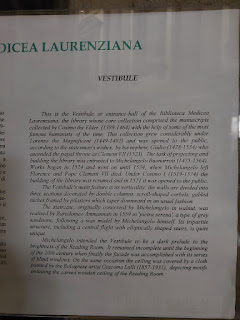 DICEA LAURENZIANA
VESTIBULE
This is the Vestibule or entrance-hall of the Biblioteca Medicea
Laurenziana, the library whose core collection comprised the manuscripts
collected by Cosimo the Elder (1389-1464) with the help of some of the most
famous humanists of the time. This collection grew considerably under
Lorenzo the Magnificent (1449-1492) and was opened to the public,
according to the statesman's wishes, by his nephew Giulio (1478-1534) who
ascended the papal throne as Clement VII (1523). The task of projecting and
building the library was entrusted to Michelangelo Buonarroti (1475-1564).
Works began in 1524 and went on until 1534, when Michelangelo left
Florence and Pope Clement VII died. Under Cosimo I (1519-1574) the
building of the library was resumed and in 1571 it was opened to the public.
The Vestibule's main feature is its verticality; the walls are divided into
three sections decorated by double columns, scroll-shaped corbels, gabled
niches framed by pilasters which taper downward in an unusual fashion.
The staircase, originally conceived by Michelangelo in walnut, was
realized by Bartolomeo Ammannati in 1559 in 'pietra serena', a type of grey
sandstone, following a wax model by Michelangelo himself. Its tripartite
structure, including a central flight with elliptically shaped stairs, is quite
unique.
Michelangelo intended the Vestibule to be a dark prelude to the
brightness of the Reading Room. It remained incomplete until the beginning
of the 20th century when finally the façade was accomplished with its series
of blind windows. On the same occasion the ceiling was covered by a cloth
painted by the Bolognese artist Giacomo Lolli (1857-1931), depicting motifs
imitating the carved wooden ceiling of the Reading Room.